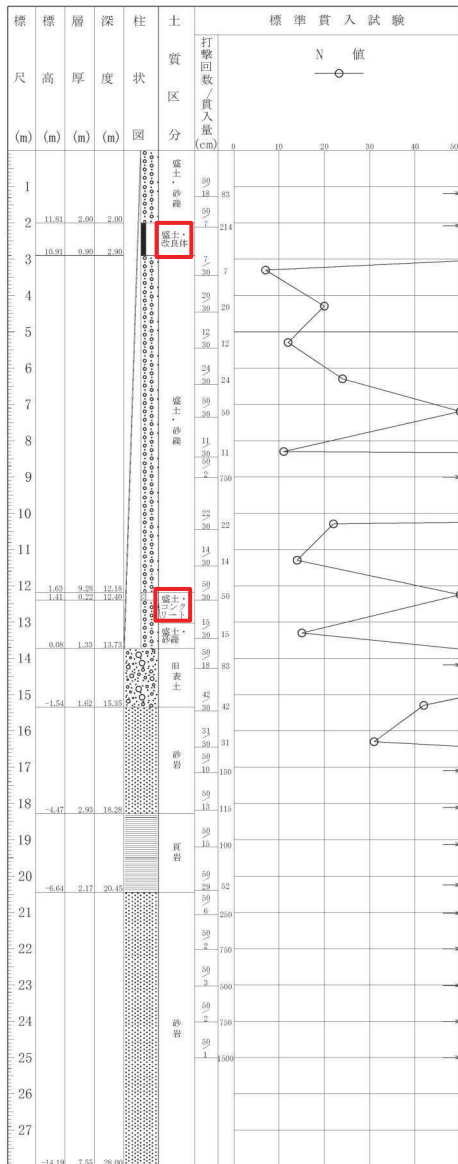 標尺(m)
標高(m)
層厚(m)
深度(m)
柱状図
土質区分
打撃回数/貫入量(cm)
標準貫入試験
N 値
0 10 20 30 40 50
盛土・砂礫
1
50/18 83
50/7 214
2
11.81 2.00 2.00
盛土・改良体
10.91 0.90 2.90
3
7/30 7
4
20/30 20
5
12/30 12
6
24/30 24
7
50/30 50
盛土・砂礫
8
11/30 11
50/2 750
9
10
22/30 22
11
14/30 14
12
1.63 9.28 12.18
50/30 50
1.41 0.22 12.40
盛土・コンクリート
13
15/30 15
盛土・砂礫
0.08 1.33 13.73
14
50/18 83
旧表土
15
42/30 42
-1.54 1.62 15.35
16
31/30 31
砂岩
50/10 150
17
18
50/13 115
-4.47 2.93 18.28
19
50/15 100
頁岩
20
50/29 52
-6.64 2.17 20.45
50/6 250
21
22
50/2 750
23
50/3 500
24
50/2 750
砂岩
25
50/1 1500
26
27
-14.19 7.55 28.00